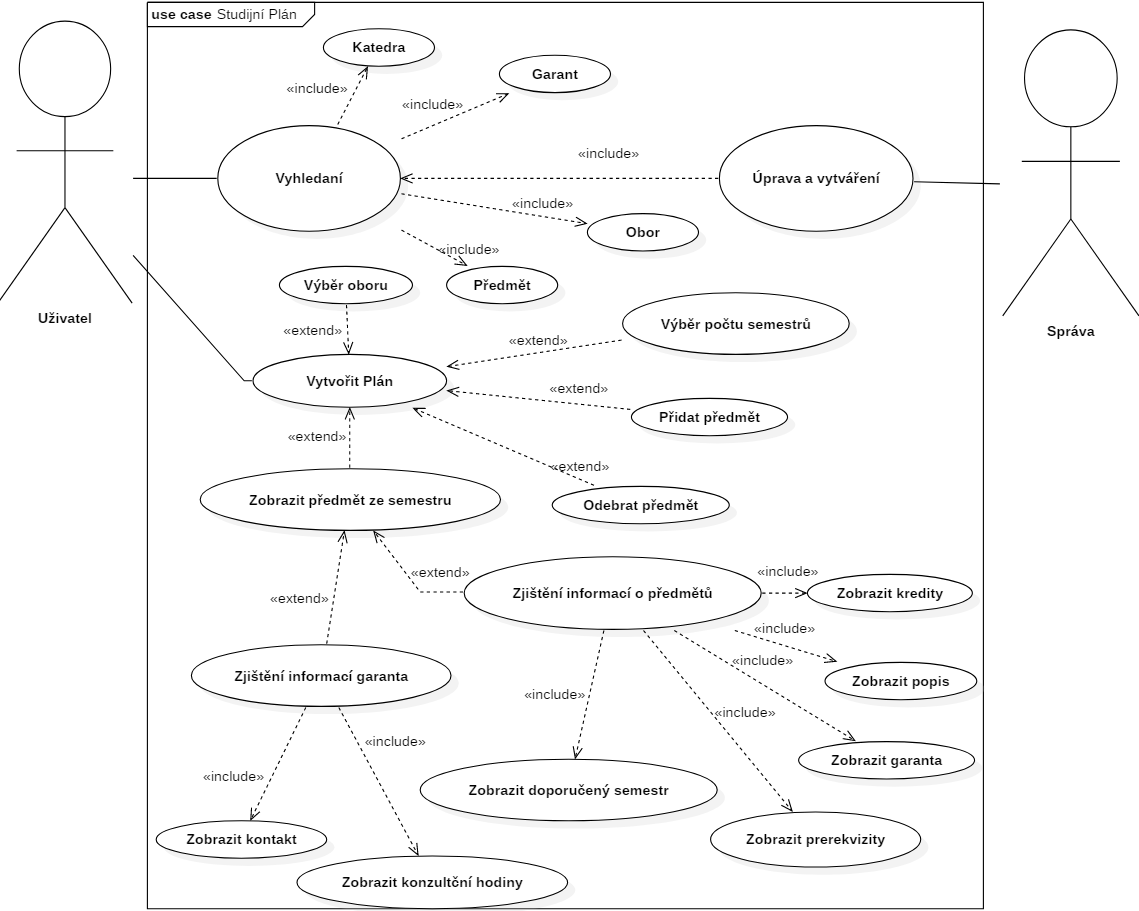 use case Studijní Plán
Katedra
«include»
Garant
«include»
«include»
Vyhledaní
Úprava a vytváření
«include»
Obor
«include»
Výběr oboru
Předmět
Uživatel
Správa
«extend»
Výběr počtu semestrů
«extend»
Vytvořit Plán
«extend»
Přidat předmět
«extend»
«extend»
Zobrazit předmět ze semestru
Odebrat předmět
«extend»
«include»
«extend»
Zjištění informací o předmětů
Zobrazit kredity
«include»
«include»
Zjištění informací garanta
Zobrazit popis
«include»
«include»
«include»
Zobrazit garanta
«include»
Zobrazit doporučený semestr
Zobrazit kontakt
Zobrazit prerekvizity
Zobrazit konzultční hodiny